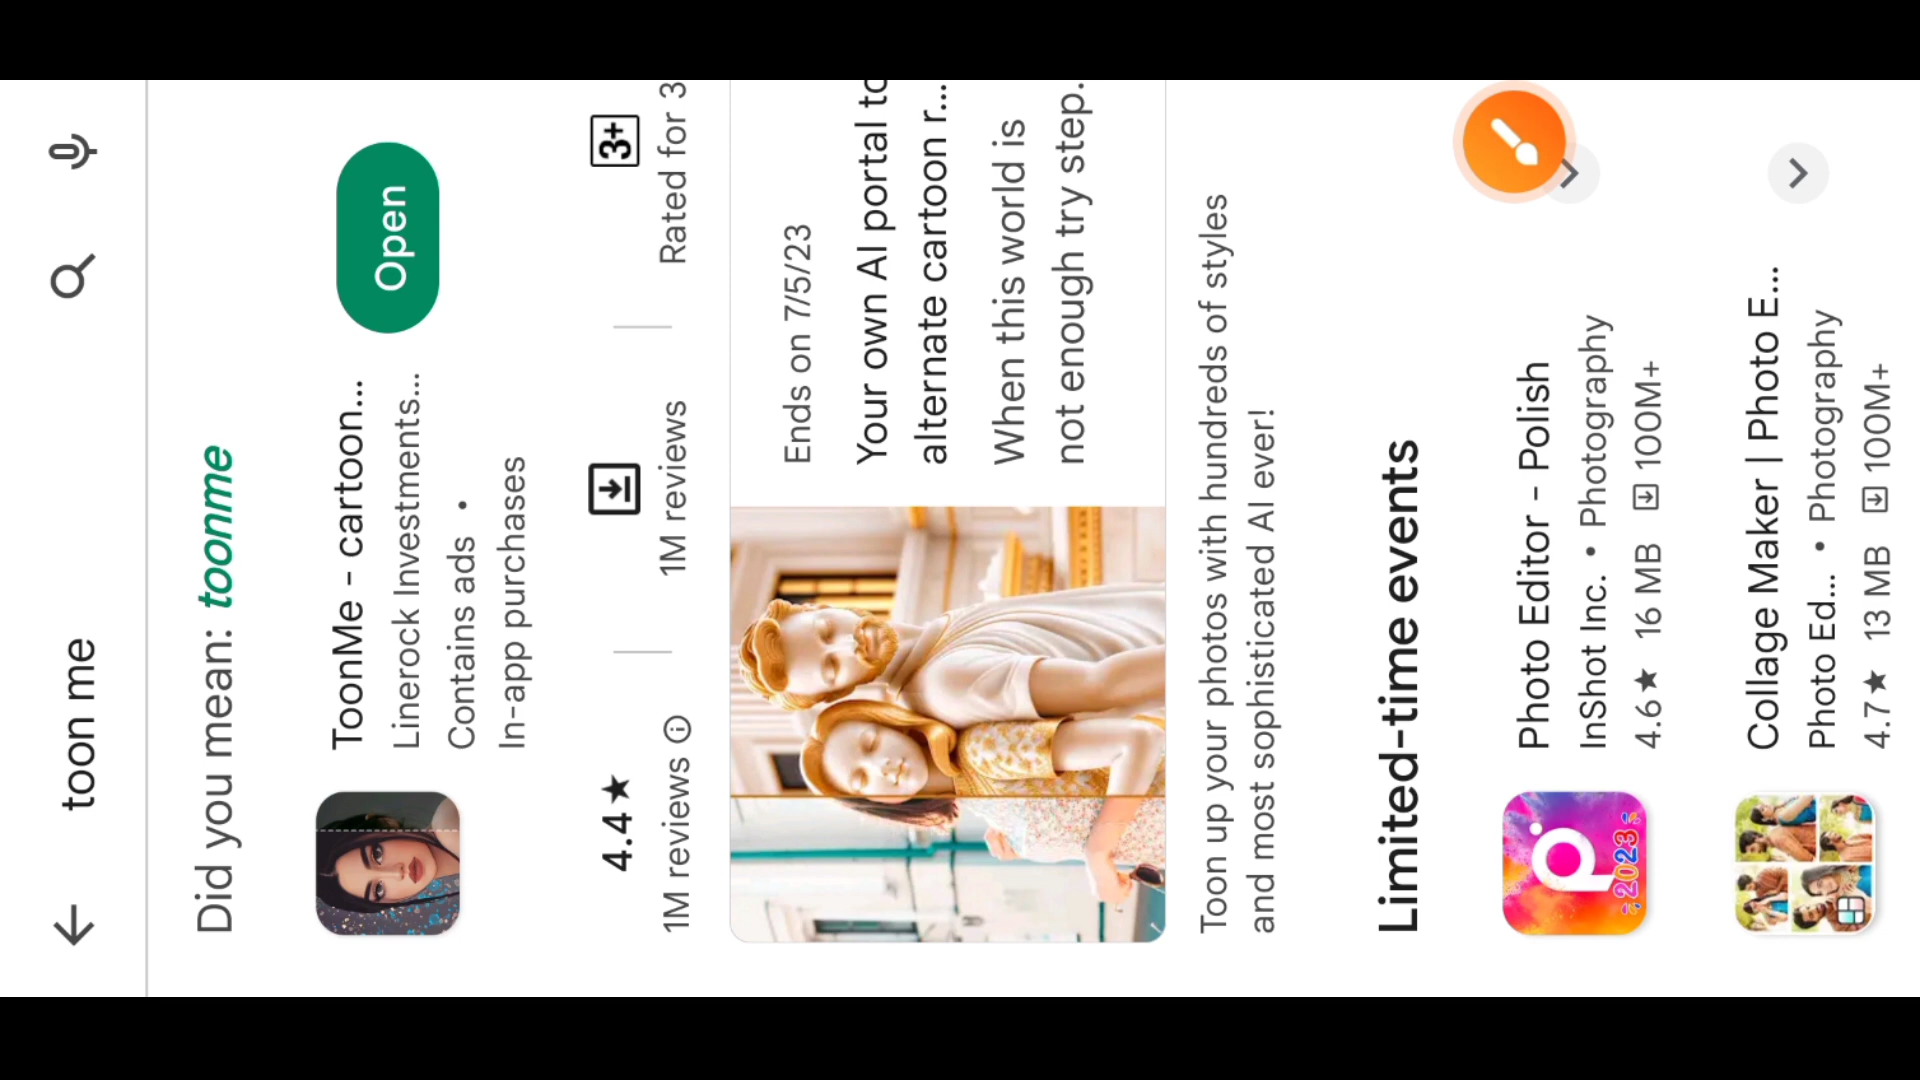 toon me
Did you mean: toonme
ToonMe - cartoon...
Linerock Investments...
Contains ads •
In-app purchases
Open
4.4★
1M reviews
1M reviews
3+
Rated for 3
Ends on 7/5/23
Your own AI portal to
alternate cartoon r...
When this world is
not enough try step.
Toon up your photos with hundreds of styles
and most sophisticated AI ever!
Limited-time events
Photo Editor - Polish
InShot Inc. • Photography
4.6★ 16 MB 100M+
2023
Collage Maker | Photo E...
Photo Ed... • Photography
4.7★ 13 MB 100M+